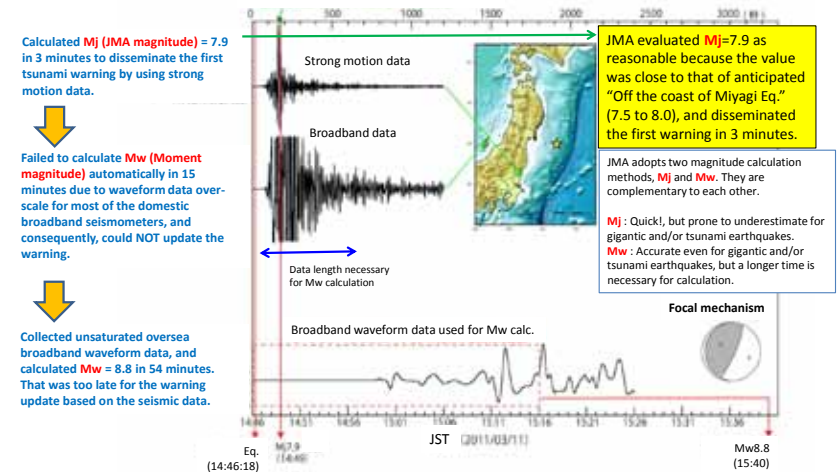 0 500 1000 1500 2000 2500 3000 (秒)
Calculated Mj (JMA magnitude) = 7.9
in 3 minutes to disseminate the first
tsunami warning by using strong
motion data.
Failed to calculate Mw (Moment
magnitude) automatically in 15
minutes due to waveform data over-
scale for most of the domestic
broadband seismometers, and
consequently, could NOT update the
warning.
Collected unsaturated oversea
broadband waveform data, and
calculated Mw = 8.8 in 54 minutes.
That was too late for the warning
update based on the seismic data.
Strong motion data
Broadband data
Data length necessary
for Mw calculation
JMA evaluated Mj=7.9 as
reasonable because the value
was close to that of anticipated
“Off the coast of Miyagi Eq.”
(7.5 to 8.0), and disseminated
the first warning in 3 minutes.
JMA adopts two magnitude calculation
methods, Mj and Mw. They are
complementary to each other.
Mj : Quick!, but prone to underestimate for
gigantic and/or tsunami earthquakes.
Mw : Accurate even for gigantic and/or
tsunami earthquakes, but a longer time is
necessary for calculation.
Focal mechanism
Broadband waveform data used for Mw calc.
14:46 14:51 14:56 15:01 15:06 15:11 15:16 15:21 15:26 15:31 15:36
JST (2011/03/11)
Eq.
(14:46:18)
Mj7.9
(14:49)
Mw8.8
(15:40)